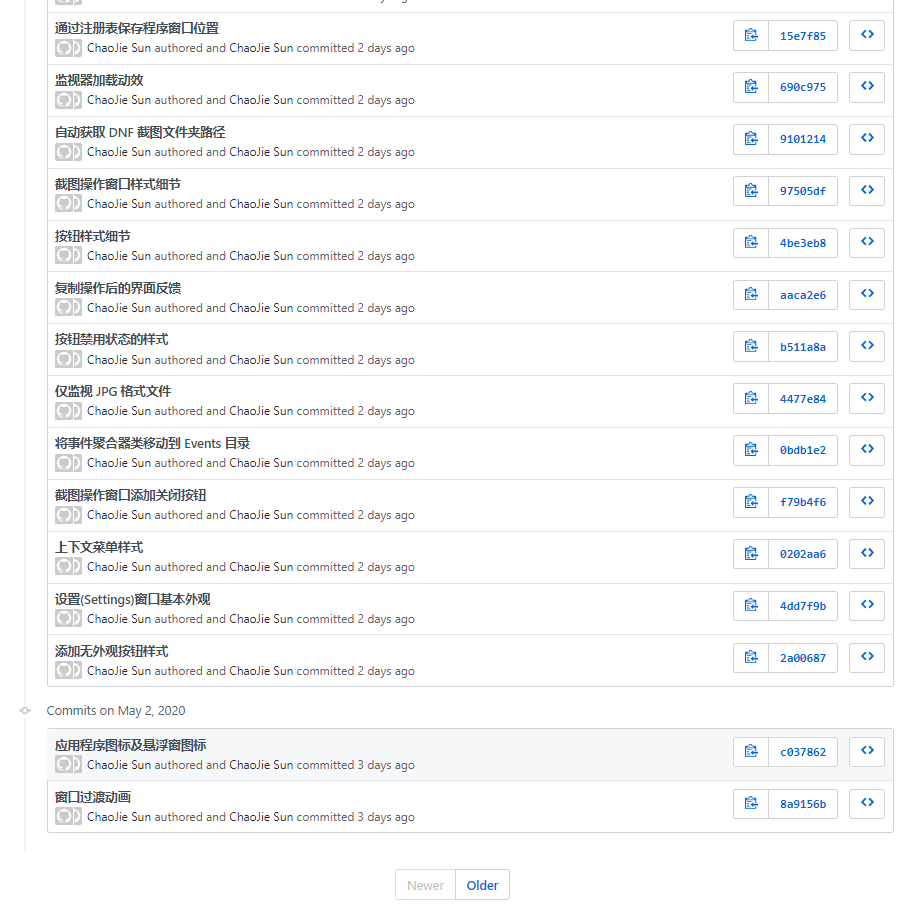 通过注册表保存程序窗口位置
ChaoJie Sun authored and ChaoJie Sun committed 2 days ago
15e7f85
监视器加载动效
ChaoJie Sun authored and ChaoJie Sun committed 2 days ago
690c975
自动获取 DNF 截图文件夹路径
ChaoJie Sun authored and ChaoJie Sun committed 2 days ago
9101214
截图操作窗口样式细节
ChaoJie Sun authored and ChaoJie Sun committed 2 days ago
97505df
按钮样式细节
ChaoJie Sun authored and ChaoJie Sun committed 2 days ago
4be3eb8
复制操作后的界面反馈
ChaoJie Sun authored and ChaoJie Sun committed 2 days ago
aaca2e6
按钮禁用状态的样式
ChaoJie Sun authored and ChaoJie Sun committed 2 days ago
b511a8a
仅监视 JPG 格式文件
ChaoJie Sun authored and ChaoJie Sun committed 2 days ago
4477e84
将事件聚合器类移动到 Events 目录
ChaoJie Sun authored and ChaoJie Sun committed 2 days ago
0bdb1e2
截图操作窗口添加关闭按钮
ChaoJie Sun authored and ChaoJie Sun committed 2 days ago
f79b4f6
上下文菜单样式
ChaoJie Sun authored and ChaoJie Sun committed 2 days ago
0202aa6
设置(Settings)窗口基本外观
ChaoJie Sun authored and ChaoJie Sun committed 2 days ago
4dd7f9b
添加无外观按钮样式
ChaoJie Sun authored and ChaoJie Sun committed 2 days ago
2a00687
Commits on May 2, 2020
应用程序图标及悬浮窗图标
ChaoJie Sun authored and ChaoJie Sun committed 3 days ago
c037862
窗口过渡动画
ChaoJie Sun authored and ChaoJie Sun committed 3 days ago
8a9156b
Newer Older